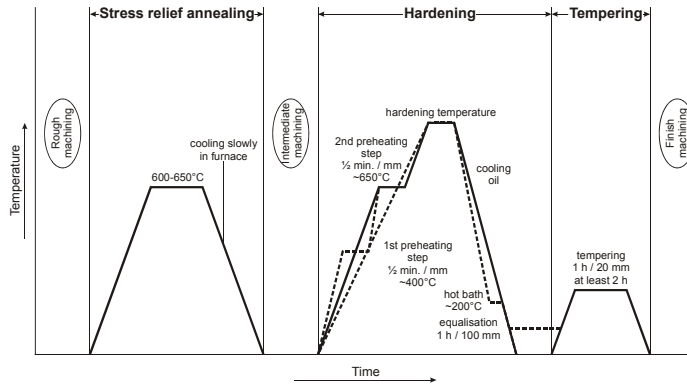 Stress relief annealing
Hardening
Tempering
Rough
machining
Intermediate
machining
Finish
machining
Temperature
cooling slowly
in furnace
600-650°C
hardening temperature
2nd preheating
step
½ min. / mm
~650°C
cooling
oil
1st preheating
step
½ min. / mm
~400°C
hot bath
~200°C
equalisation
1 h / 100 mm
tempering
1 h / 20 mm
at least 2 h
Time